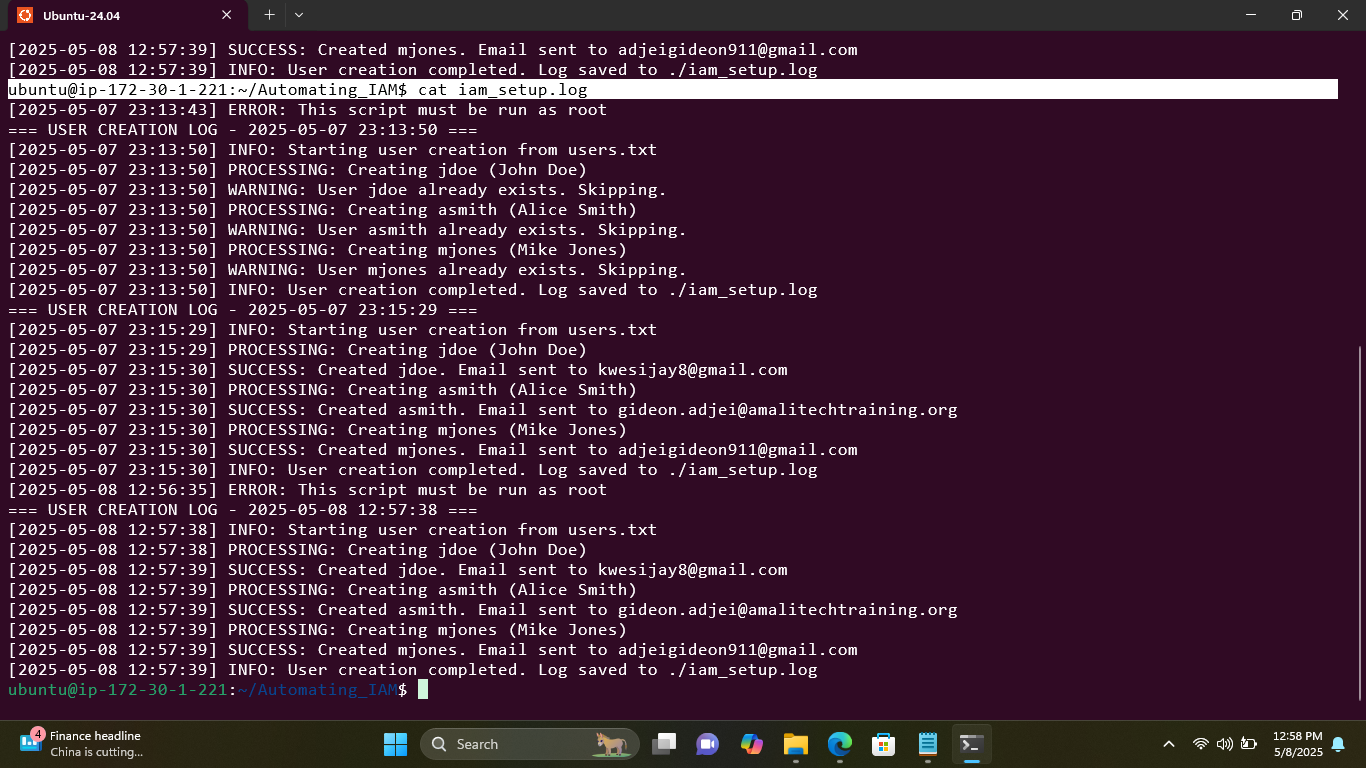 Ubuntu-24.04
[2025-05-08 12:57:39] SUCCESS: Created mjones. Email sent to adjeigideon911@gmail.com
[2025-05-08 12:57:39] INFO: User creation completed. Log saved to ./iam_setup.log
ubuntu@ip-172-30-1-221:~/Automating_IAM$ cat iam_setup.log
[2025-05-07 23:13:43] ERROR: This script must be run as root
=== USER CREATION LOG - 2025-05-07 23:13:50 ===
[2025-05-07 23:13:50] INFO: Starting user creation from users.txt
[2025-05-07 23:13:50] PROCESSING: Creating jdoe (John Doe)
[2025-05-07 23:13:50] WARNING: User jdoe already exists. Skipping.
[2025-05-07 23:13:50] PROCESSING: Creating asmith (Alice Smith)
[2025-05-07 23:13:50] WARNING: User asmith already exists. Skipping.
[2025-05-07 23:13:50] PROCESSING: Creating mjones (Mike Jones)
[2025-05-07 23:13:50] WARNING: User mjones already exists. Skipping.
[2025-05-07 23:13:50] INFO: User creation completed. Log saved to ./iam_setup.log
=== USER CREATION LOG - 2025-05-07 23:15:29 ===
[2025-05-07 23:15:29] INFO: Starting user creation from users.txt
[2025-05-07 23:15:29] PROCESSING: Creating jdoe (John Doe)
[2025-05-07 23:15:30] SUCCESS: Created jdoe. Email sent to kwesijay8@gmail.com
[2025-05-07 23:15:30] PROCESSING: Creating asmith (Alice Smith)
[2025-05-07 23:15:30] SUCCESS: Created asmith. Email sent to gideon.adjei@amalitechtraining.org
[2025-05-07 23:15:30] PROCESSING: Creating mjones (Mike Jones)
[2025-05-07 23:15:30] SUCCESS: Created mjones. Email sent to adjeigideon911@gmail.com
[2025-05-07 23:15:30] INFO: User creation completed. Log saved to ./iam_setup.log
[2025-05-08 12:56:35] ERROR: This script must be run as root
=== USER CREATION LOG - 2025-05-08 12:57:38 ===
[2025-05-08 12:57:38] INFO: Starting user creation from users.txt
[2025-05-08 12:57:38] PROCESSING: Creating jdoe (John Doe)
[2025-05-08 12:57:39] SUCCESS: Created jdoe. Email sent to kwesijay8@gmail.com
[2025-05-08 12:57:39] PROCESSING: Creating asmith (Alice Smith)
[2025-05-08 12:57:39] SUCCESS: Created asmith. Email sent to gideon.adjei@amalitechtraining.org
[2025-05-08 12:57:39] PROCESSING: Creating mjones (Mike Jones)
[2025-05-08 12:57:39] SUCCESS: Created mjones. Email sent to adjeigideon911@gmail.com
[2025-05-08 12:57:39] INFO: User creation completed. Log saved to ./iam_setup.log
ubuntu@ip-172-30-1-221:~/Automating_IAM$
4
Finance headline
China is cutting...
Search
12:58 PM
5/8/2025